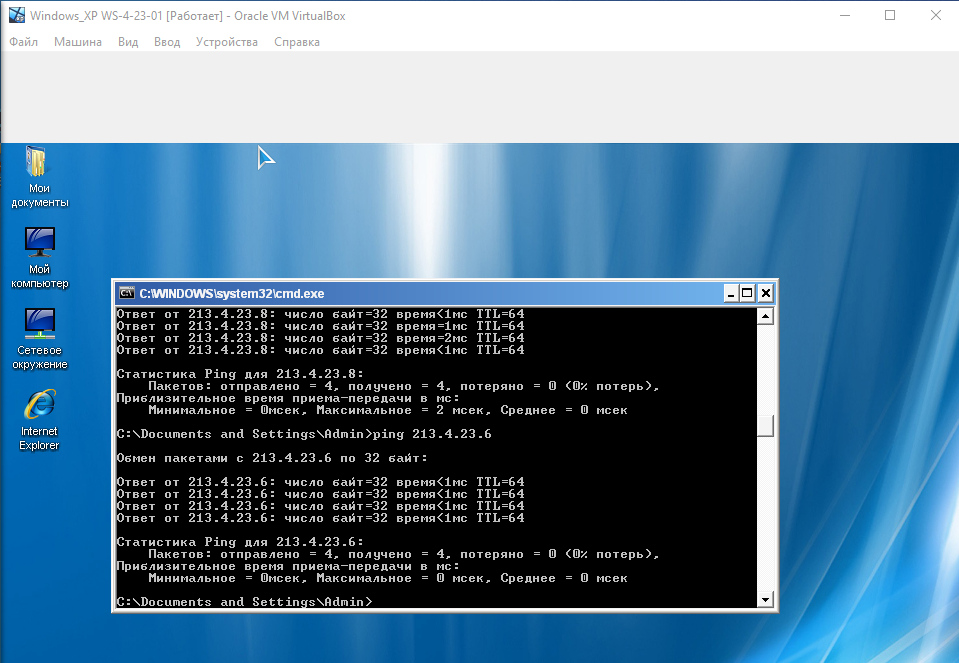 Windows_XP WS-4-23-01 [Работает] - Oracle VM VirtualBox
Файл Машина Вид Ввод Устройства Справка
Мои
документы
Мой
компьютер
Сетевое
окружение
Internet
Explorer
C:\WINDOWS\system32\cmd.exe
Ответ от 213.4.23.8: число байт=32 время<1мс TTL=64
Ответ от 213.4.23.8: число байт=32 время=1мс TTL=64
Ответ от 213.4.23.8: число байт=32 время=2мс TTL=64
Ответ от 213.4.23.8: число байт=32 время<1мс TTL=64
Статистика Ping для 213.4.23.8:
Пакетов: отправлено = 4, получено = 4, потеряно = 0 (0% потерь),
Приблизительное время приема-передачи в мс:
Минимальное = 0мсек, Максимальное = 2 мсек, Среднее = 0 мсек
C:\Documents and Settings\Admin>ping 213.4.23.6
Обмен пакетами с 213.4.23.6 по 32 байт:
Ответ от 213.4.23.6: число байт=32 время<1мс TTL=64
Ответ от 213.4.23.6: число байт=32 время<1мс TTL=64
Ответ от 213.4.23.6: число байт=32 время<1мс TTL=64
Ответ от 213.4.23.6: число байт=32 время<1мс TTL=64
Статистика Ping для 213.4.23.6:
Пакетов: отправлено = 4, получено = 4, потеряно = 0 (0% потерь),
Приблизительное время приема-передачи в мс:
Минимальное = 0мсек, Максимальное = 0 мсек, Среднее = 0 мсек
C:\Documents and Settings\Admin>